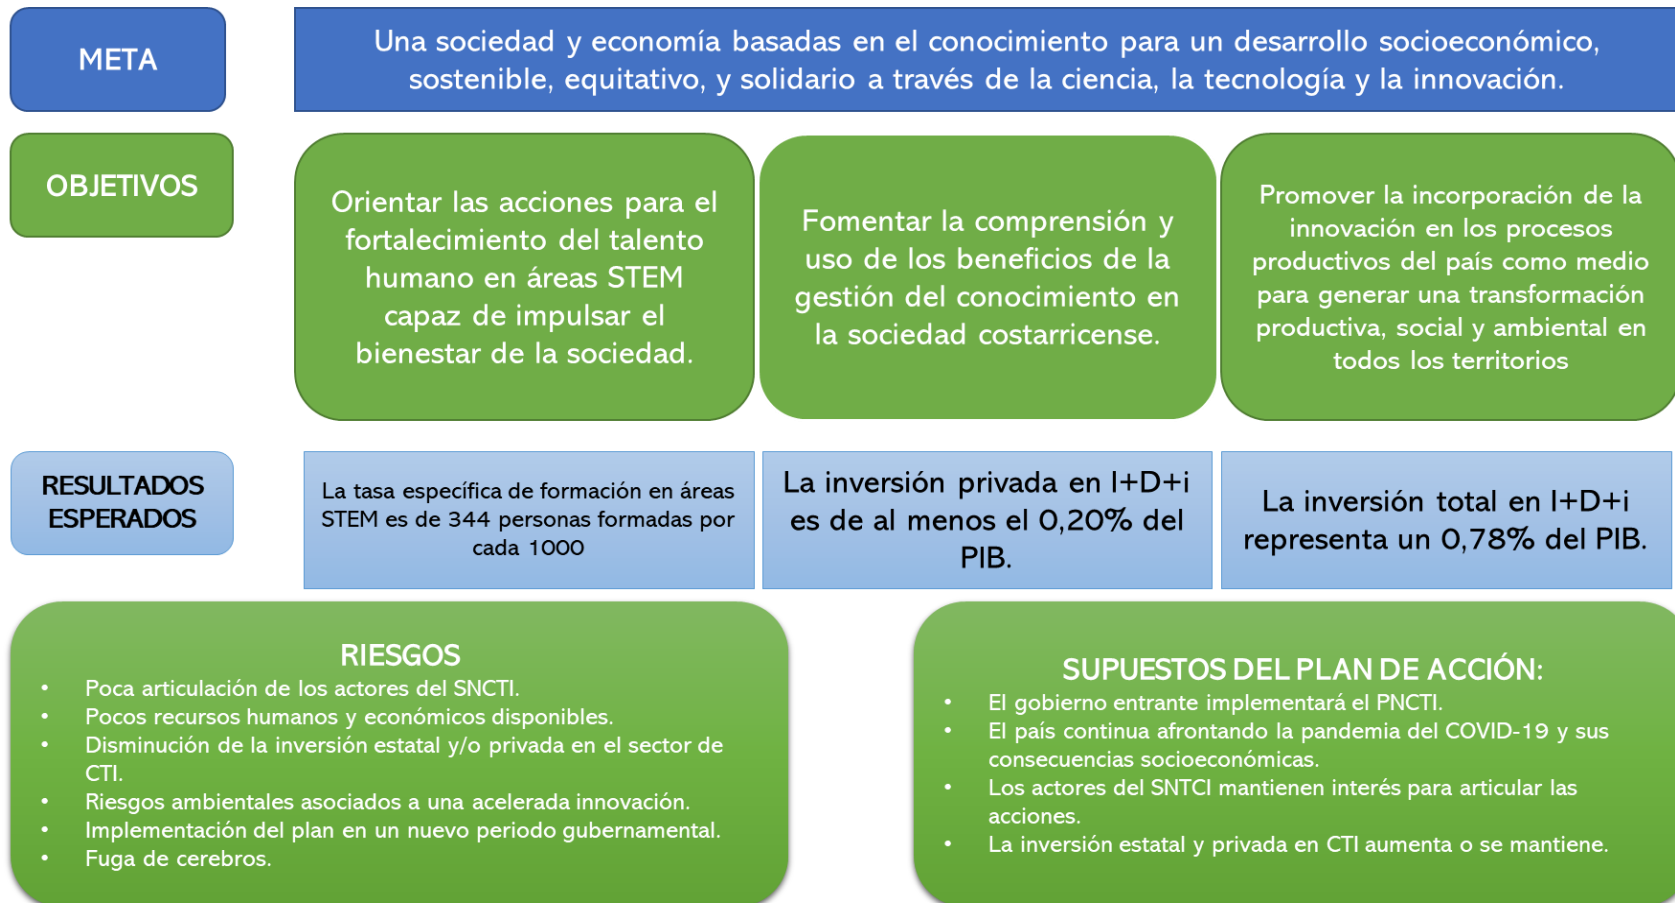 META
Una sociedad y economía basadas en el conocimiento para un desarrollo socioeconómico,
sostenible, equitativo, y solidario a través de la ciencia, la tecnología y la innovación.
OBJETIVOS
Orientar las acciones para el
fortalecimiento del talento
humano en áreas STEM
capaz de impulsar el
bienestar de la sociedad.
Fomentar la comprensión y
uso de los beneficios de la
gestión del conocimiento en
la sociedad costarricense.
Promover la incorporación de la
innovación en los procesos
productivos del país como medio
para generar una transformación
productiva, social y ambiental en
todos los territorios
RESULTADOS
ESPERADOS
La tasa específica de formación en áreas
STEM es de 344 personas formadas por
cada 1000
La inversión privada en I+D+i
es de al menos el 0,20% del
PIB.
La inversión total en I+D+i
representa un 0,78% del PIB.
RIESGOS
• Poca articulación de los actores del SNCTI.
• Pocos recursos humanos y económicos disponibles.
• Disminución de la inversión estatal y/o privada en el sector de
CTI.
• Riesgos ambientales asociados a una acelerada innovación.
• Implementación del plan en un nuevo periodo gubernamental.
• Fuga de cerebros.
SUPUESTOS DEL PLAN DE ACCIÓN:
• El gobierno entrante implementará el PNCTI.
• El país continua afrontando la pandemia del COVID-19 y sus
consecuencias socioeconómicas.
• Los actores del SNTCI mantienen interés para articular las
acciones.
• La inversión estatal y privada en CTI aumenta o se mantiene.